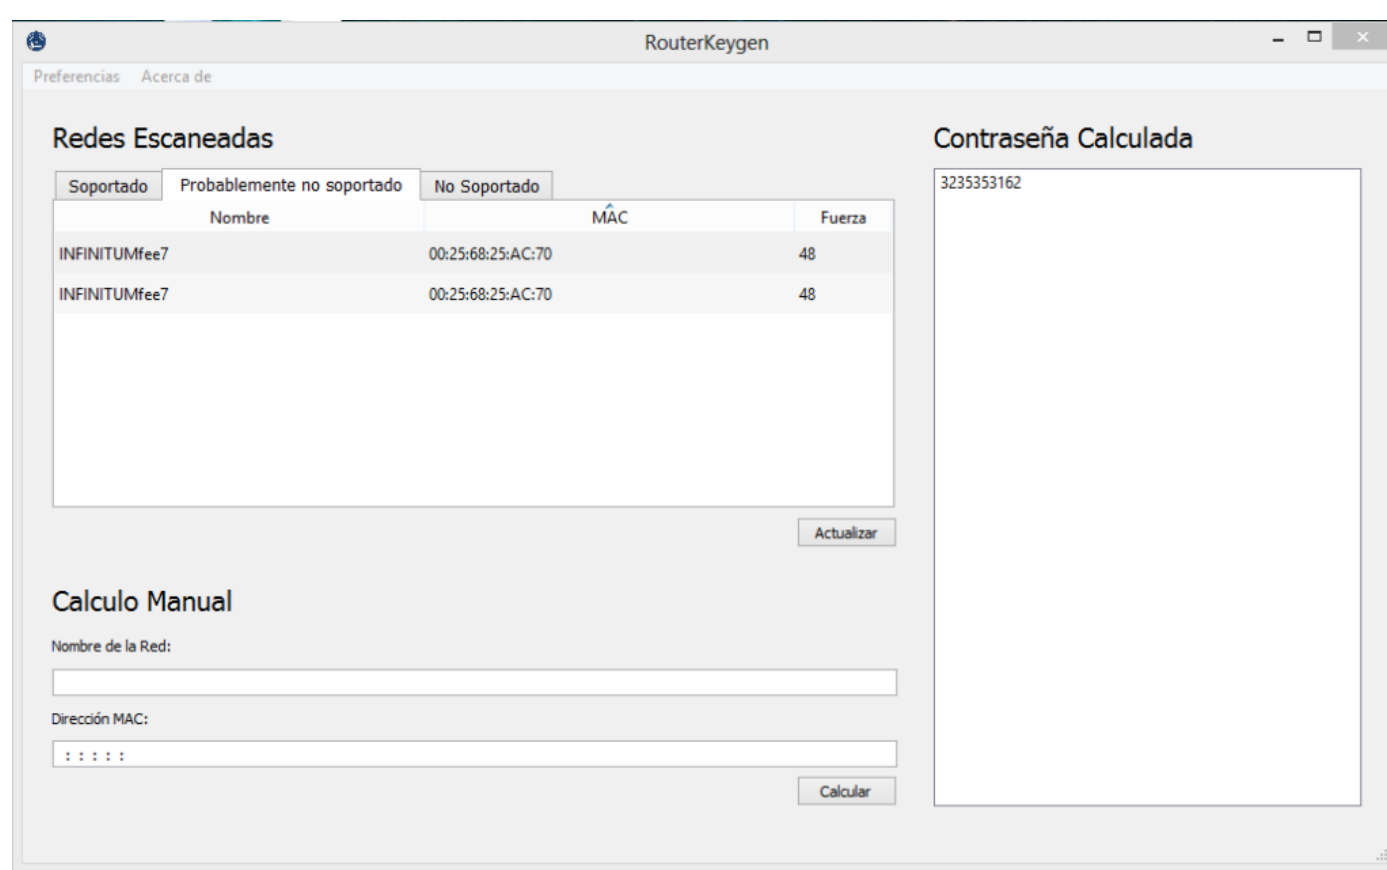 RouterKeygen
Preferencias Acerca de
Redes Escaneadas
Soportado Probablemente no soportado No Soportado
Nombre MAC Fuerza
INFINITUMfee7 00:25:68:25:AC:70 48
INFINITUMfee7 00:25:68:25:AC:70 48
Actualizar
Calculo Manual
Nombre de la Red:
Dirección MAC:
: : : : :
Calcular
Contraseña Calculada
3235353162